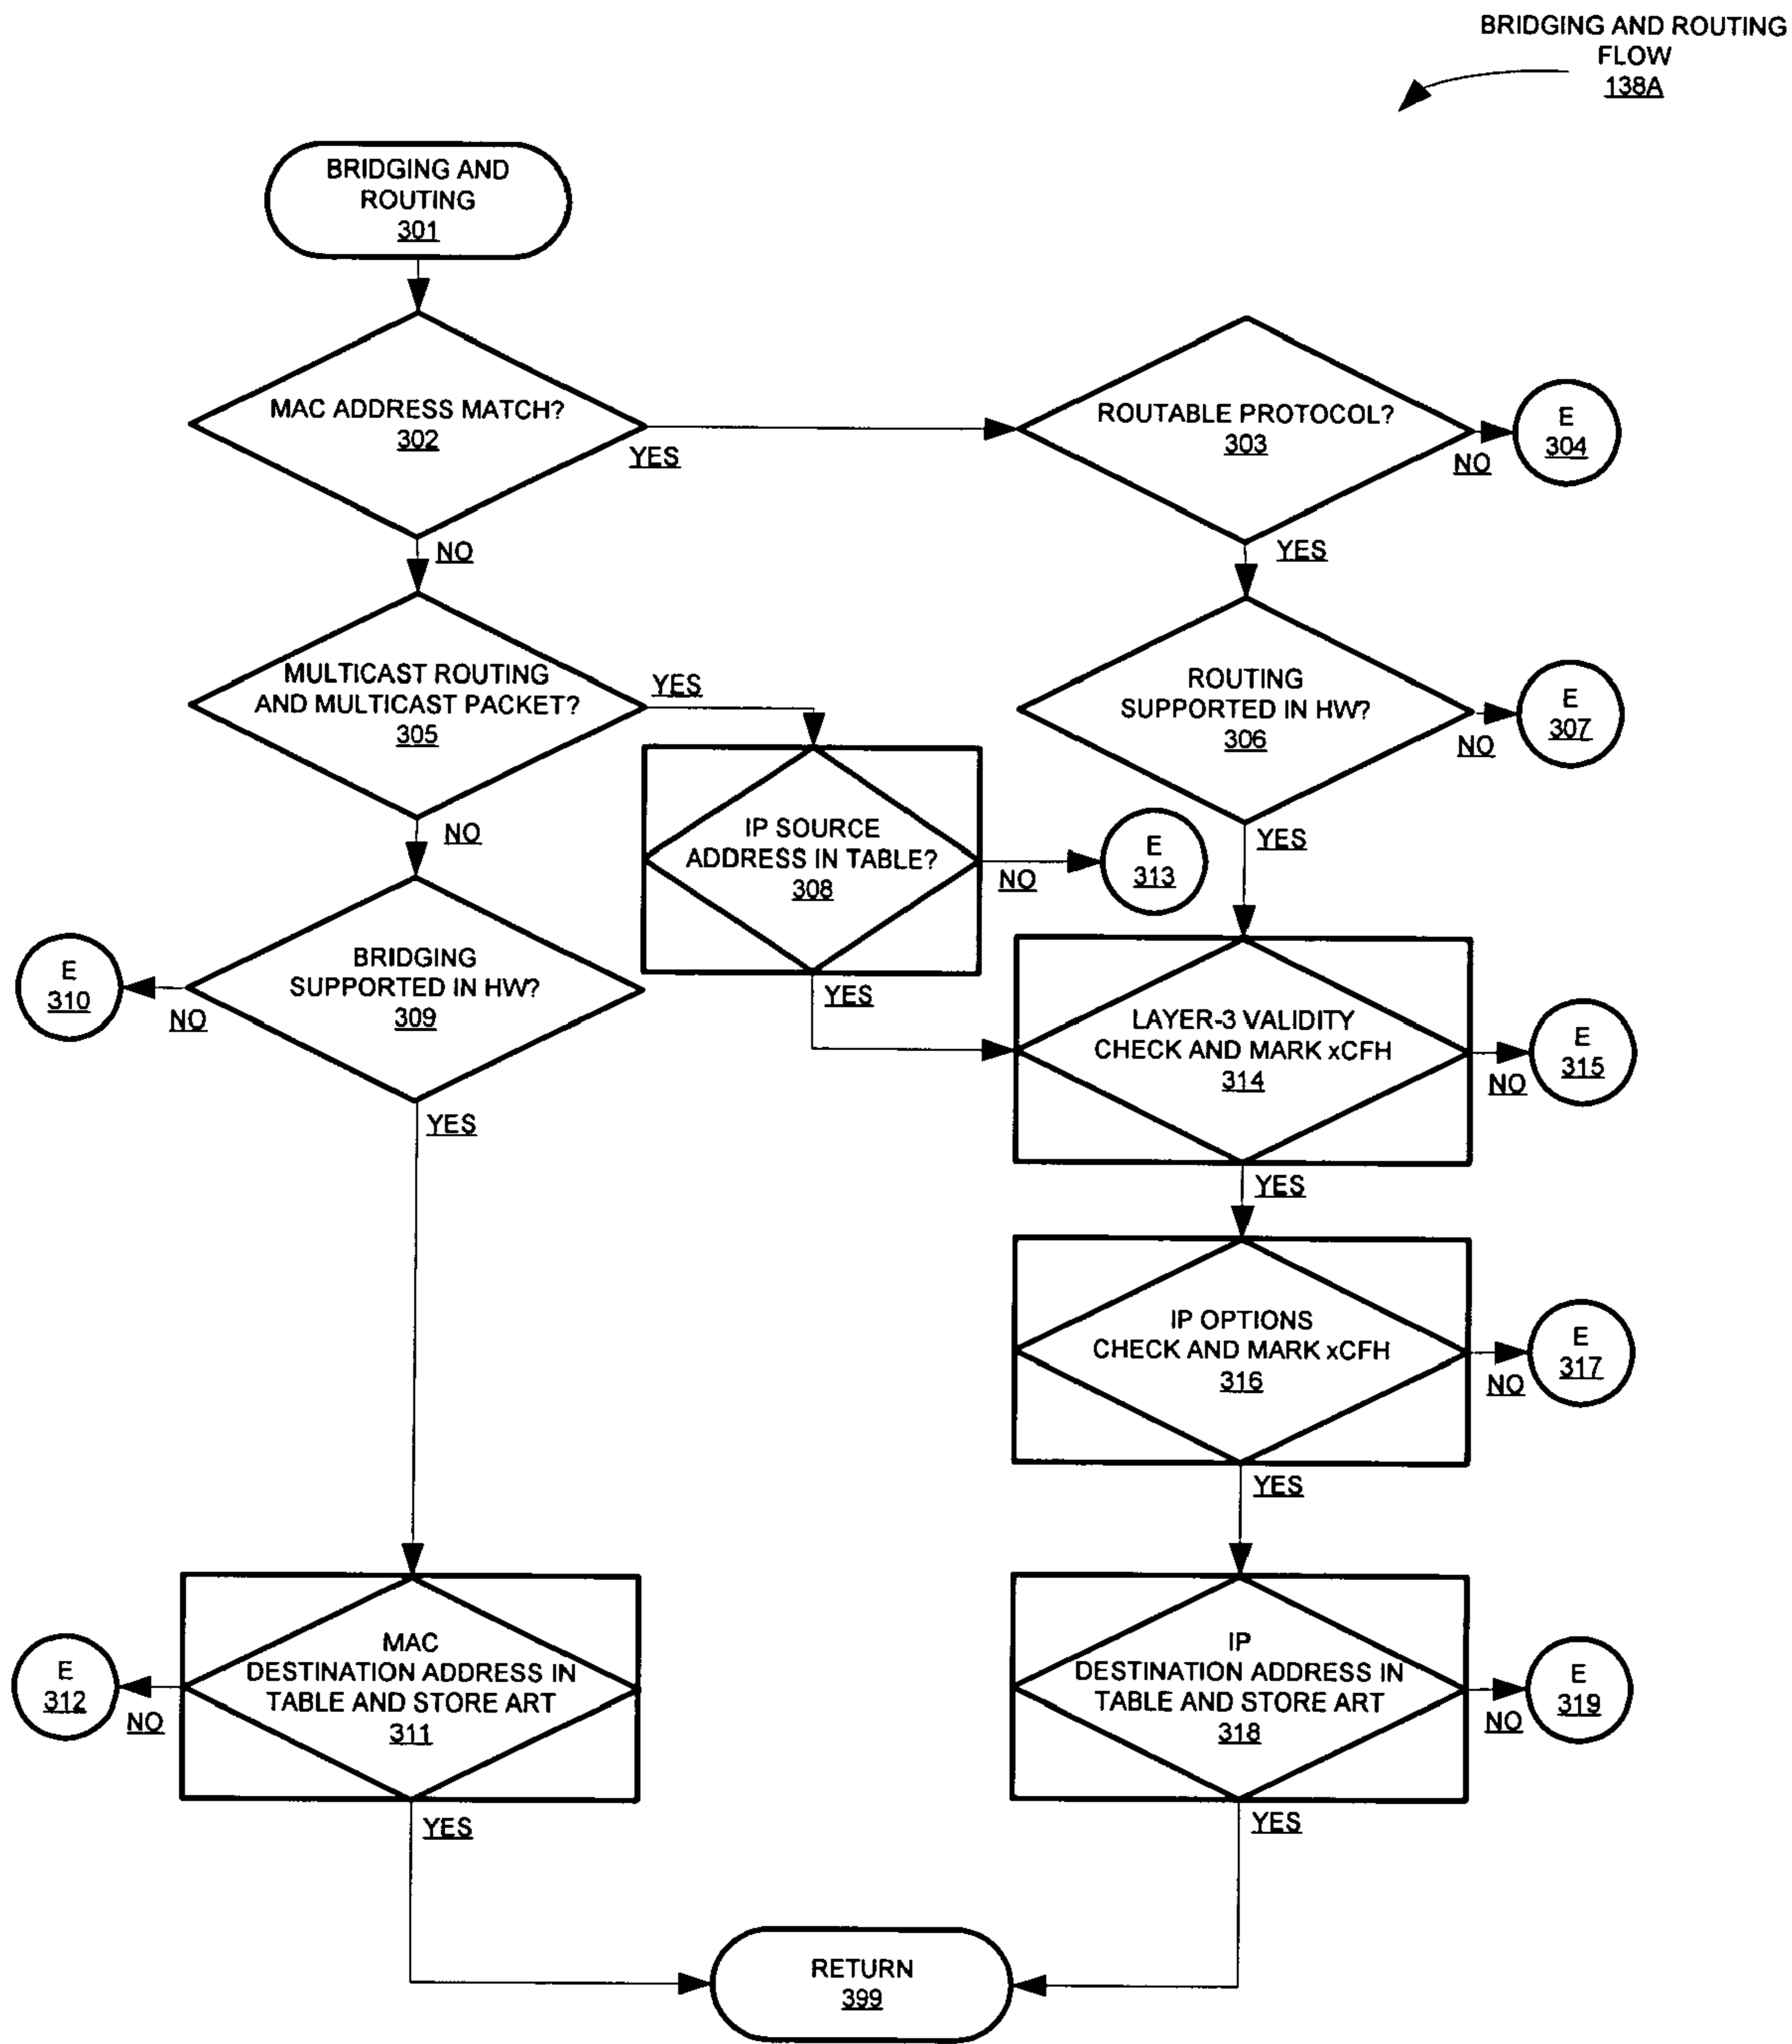 BRIDGING AND ROUTING
FLOW
138A
BRIDGING AND
ROUTING
301
MAC ADDRESS MATCH?
302
YES
NO
ROUTABLE PROTOCOL?
303
NO
YES
E
304
MULTICAST ROUTING
AND MULTICAST PACKET?
305
YES
NO
ROUTING
SUPPORTED IN HW?
306
NO
YES
E
307
IP SOURCE
ADDRESS IN TABLE?
308
NO
YES
E
313
BRIDGING
SUPPORTED IN HW?
309
NO
YES
E
310
LAYER-3 VALIDITY
CHECK AND MARK xCFH
314
NO
YES
E
315
IP OPTIONS
CHECK AND MARK xCFH
316
NO
YES
E
317
MAC
DESTINATION ADDRESS IN
TABLE AND STORE ART
311
NO
YES
E
312
IP
DESTINATION ADDRESS IN
TABLE AND STORE ART
318
NO
YES
E
319
RETURN
399